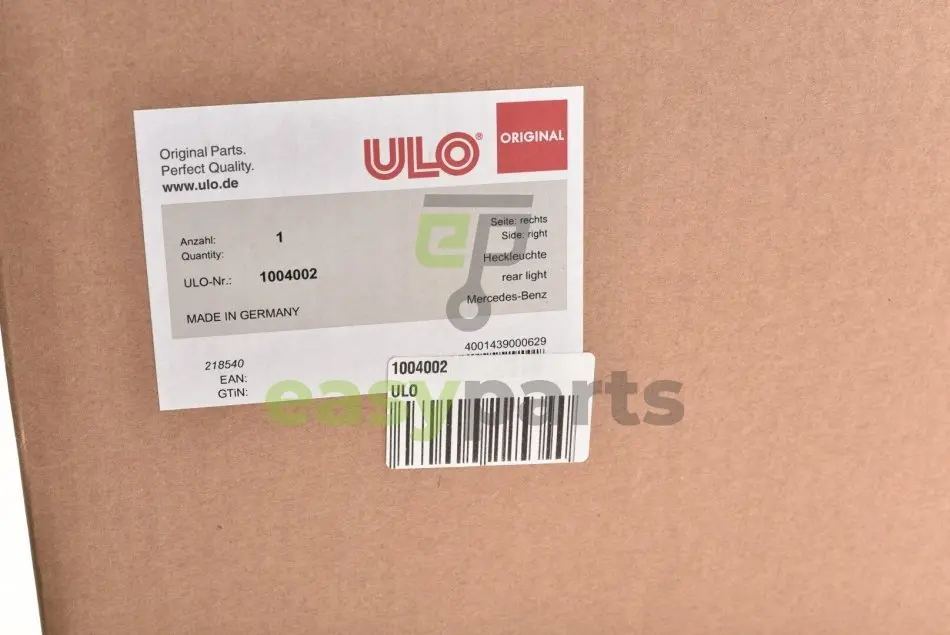 Original Parts.
Perfect Quality.
www.ulo.de
ULO®
ORIGINAL
Anzahl:
Quantity:
1
Seite: rechts
Side: right
ULO-Nr.: 1004002
Heckleuchte
rear light
Mercedes-Benz
MADE IN GERMANY
218540
EAN:
GTiN:
4001439000629
1004002
ULO
ep
easyparts